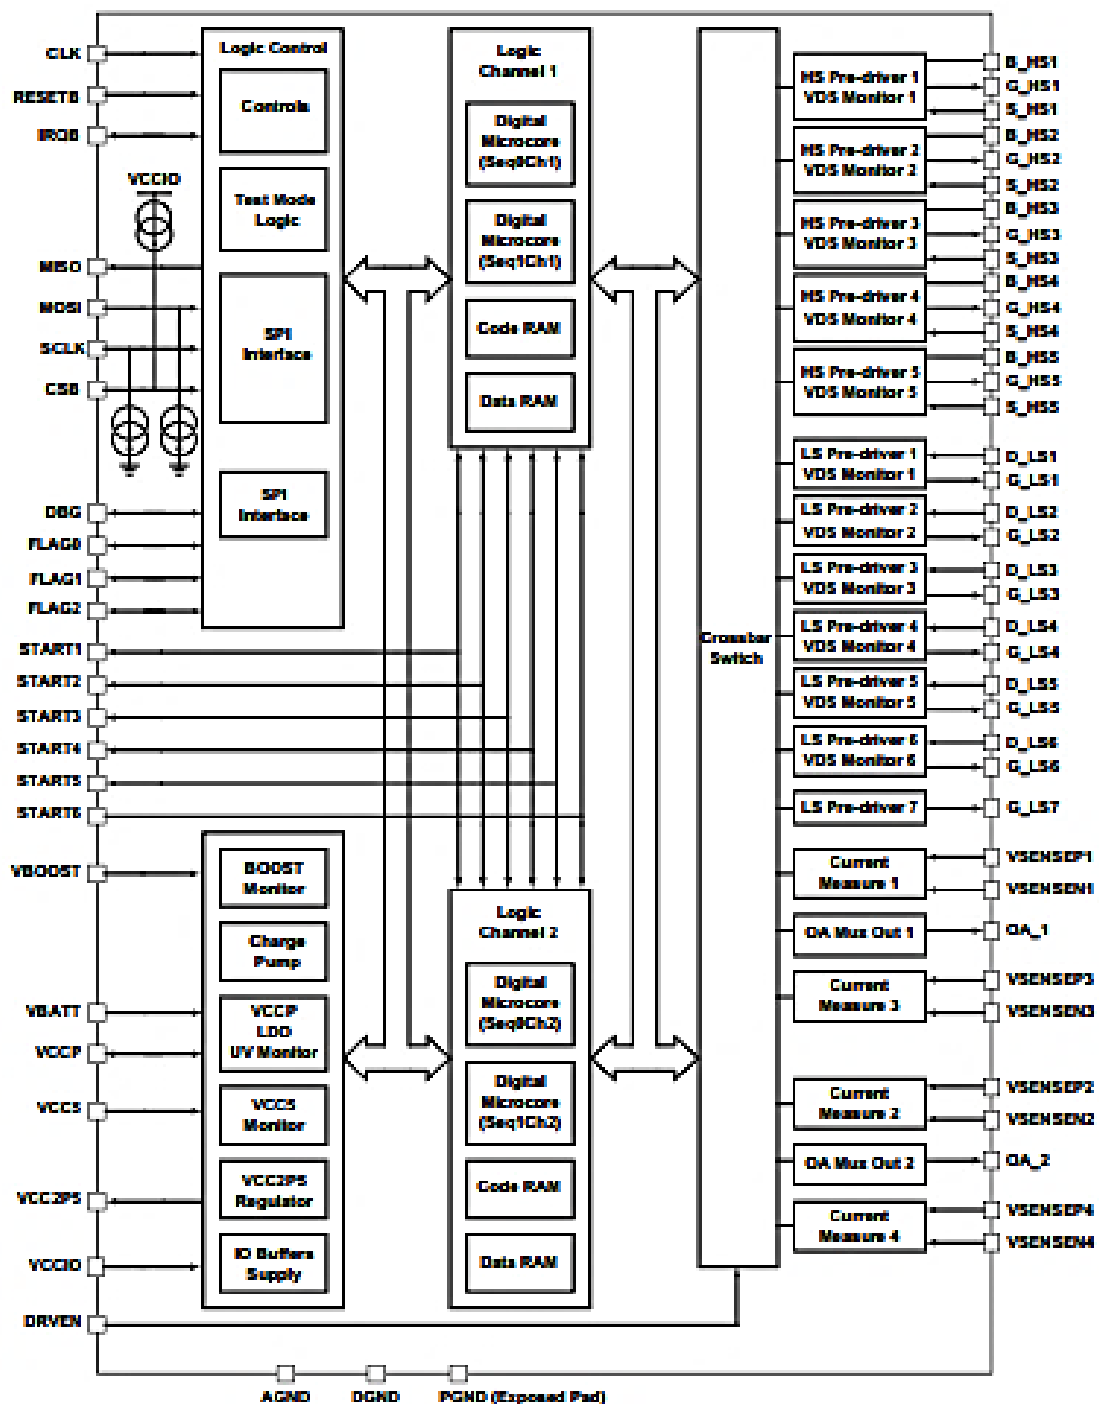 CLK
RESETB
IRQB
VCCIO
MISO
MOSI
SCLK
CSB
DBG
FLAG0
FLAG1
FLAG2
START1
START2
START3
START4
START5
START6
VBOOST
VBATT
VCCP
VCC5
VCC2P5
VCCIO
DRVEN
Logic Control
Controls
Test Mode
Logic
SPI
Interface
SPI
Interface
BOOST
Monitor
Charge
Pump
VCCP
LDO
UV Monitor
VCC5
Monitor
VCC2P5
Regulator
IO Buffers
Supply
Logic
Channel 1
Digital
Microcore
(Seq0Ch1)
Digital
Microcore
(Seq1Ch1)
Code RAM
Data RAM
Logic
Channel 2
Digital
Microcore
(Seq0Ch2)
Digital
Microcore
(Seq1Ch2)
Code RAM
Data RAM
Crossbar
Switch
HS Pre-driver 1
VDS Monitor 1
HS Pre-driver 2
VDS Monitor 2
HS Pre-driver 3
VDS Monitor 3
HS Pre-driver 4
VDS Monitor 4
HS Pre-driver 5
VDS Monitor 5
LS Pre-driver 1
VDS Monitor 1
LS Pre-driver 2
VDS Monitor 2
LS Pre-driver 3
VDS Monitor 3
LS Pre-driver 4
VDS Monitor 4
LS Pre-driver 5
VDS Monitor 5
LS Pre-driver 6
VDS Monitor 6
LS Pre-driver 7
Current
Measure 1
OA Mux Out 1
Current
Measure 3
Current
Measure 2
OA Mux Out 2
Current
Measure 4
B_HS1
G_HS1
S_HS1
B_HS2
G_HS2
S_HS2
B_HS3
G_HS3
S_HS3
B_HS4
G_HS4
S_HS4
B_HS5
G_HS5
S_HS5
D_LS1
G_LS1
D_LS2
G_LS2
D_LS3
G_LS3
D_LS4
G_LS4
D_LS5
G_LS5
D_LS6
G_LS6
G_LS7
VSENSEP1
VSENSEN1
OA_1
VSENSEP3
VSENSEN3
VSENSEP2
VSENSEN2
OA_2
VSENSEP4
VSENSEN4
AGND
DGND
PGND (Exposed Pad)